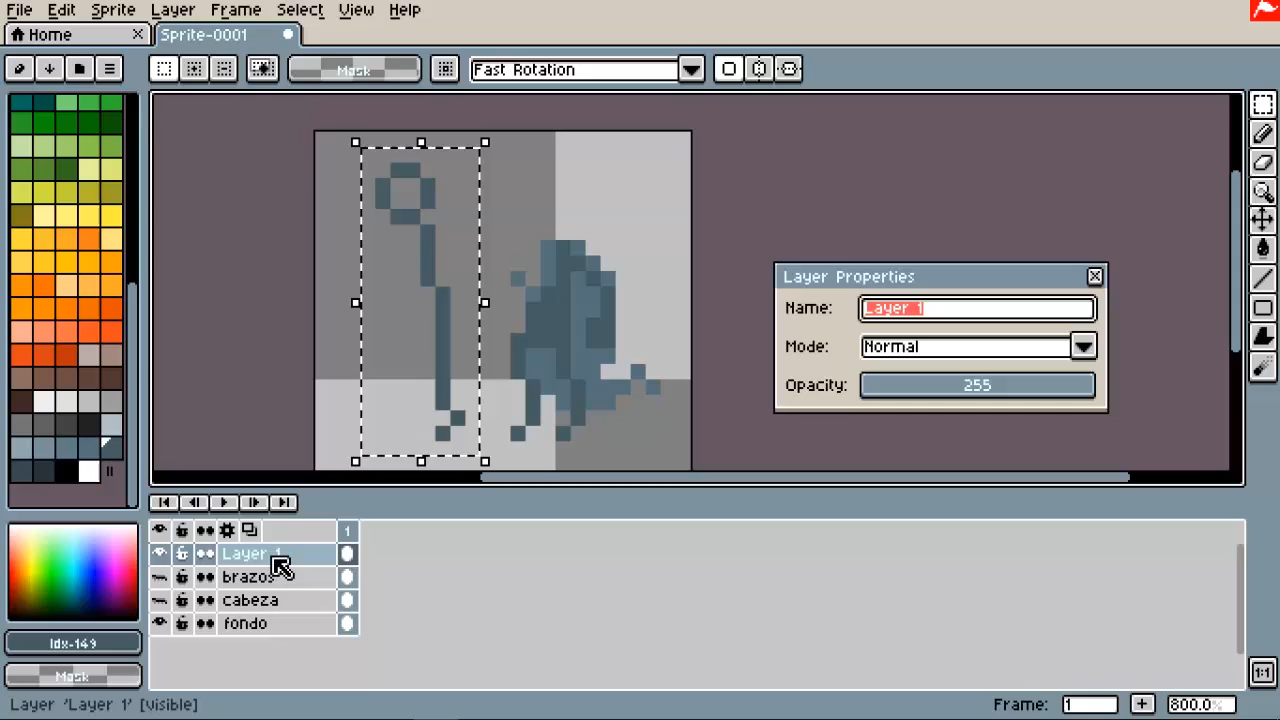 File Edit Sprite Layer Frame Select View Help
Home Sprite-0001
Mask Fast Rotation
Layer Properties
Name: Layer 1
Mode: Normal
Opacity: 255
1
Layer 1
brazos
cabeza
fondo
Idx-149
Mask
1:1
Layer 'Layer 1' [visible] Frame: 1 + 800.0